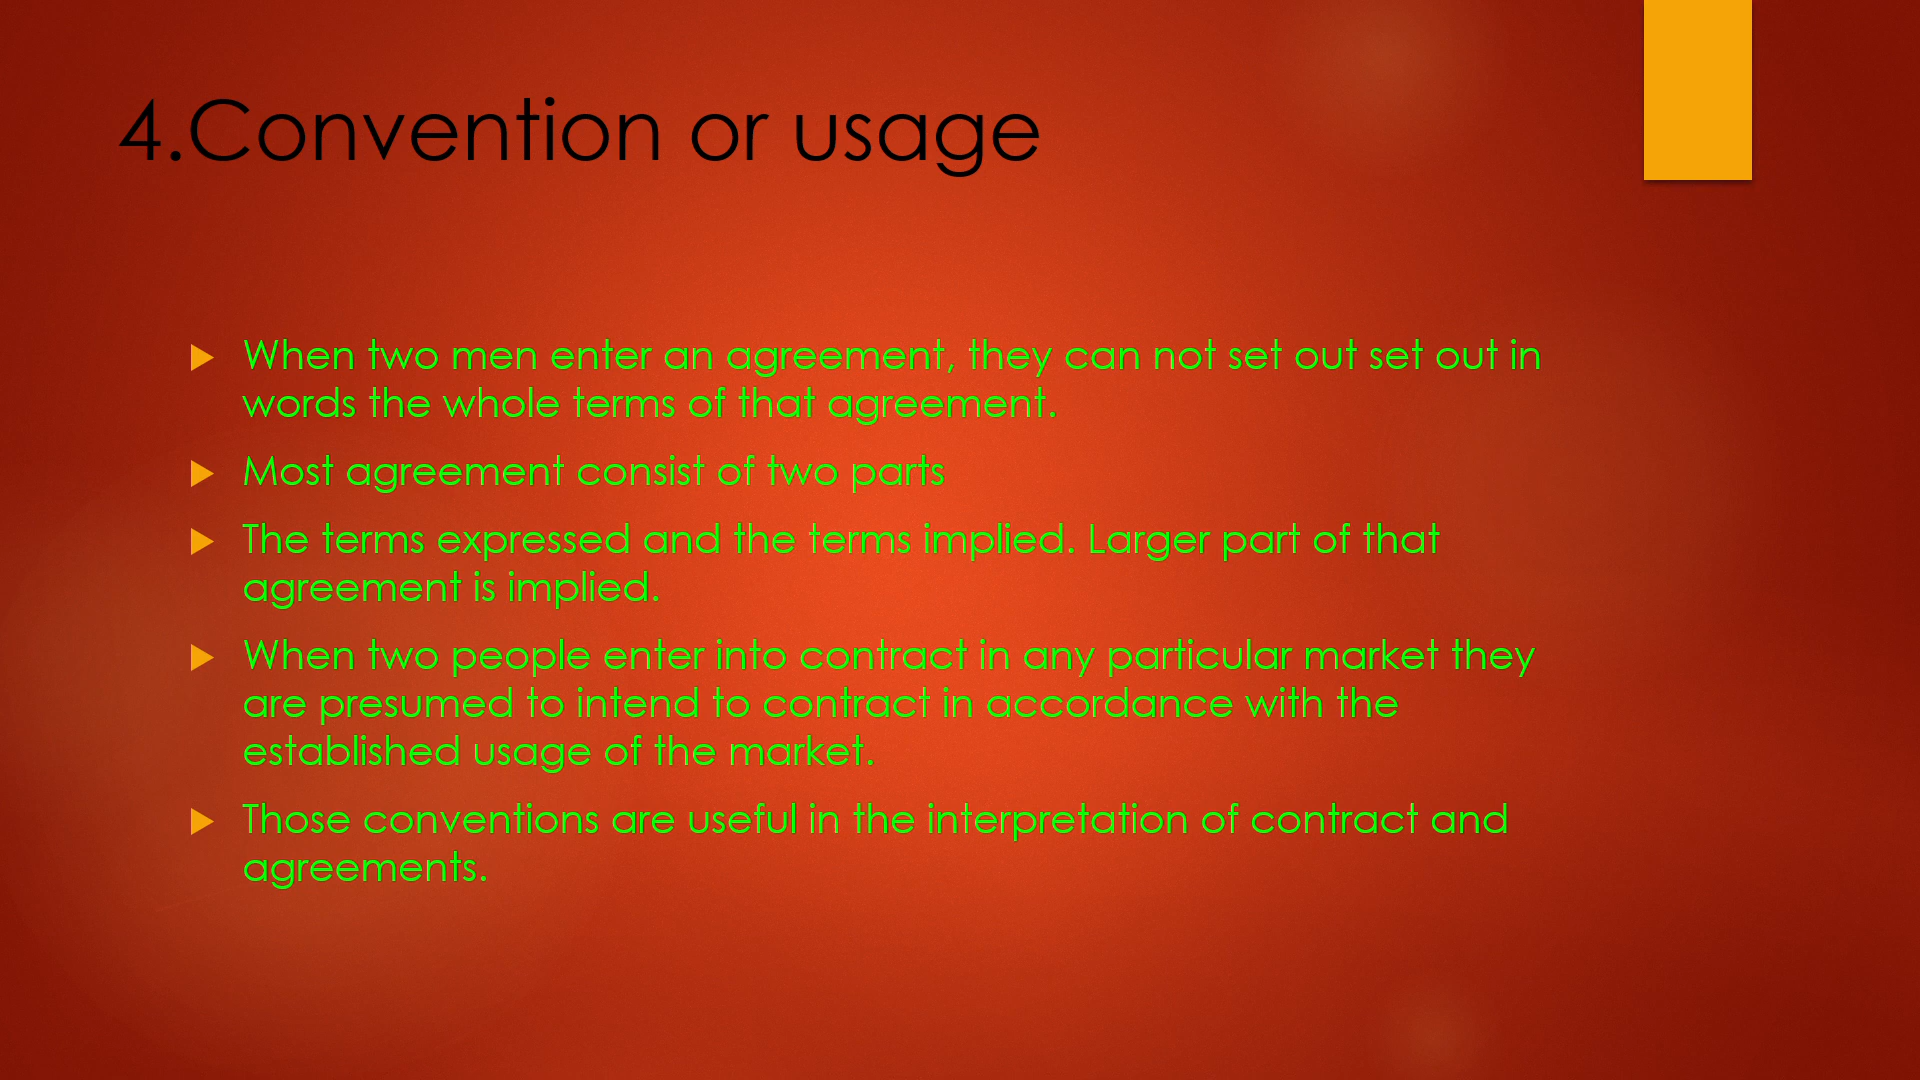 4.Convention or usage
When two men enter an agreement, they can not set out set out in
words the whole terms of that agreement.
Most agreement consist of two parts
The terms expressed and the terms implied. Larger part of that
agreement is implied.
When two people enter into contract in any particular market they
are presumed to intend to contract in accordance with the
established usage of the market.
Those conventions are useful in the interpretation of contract and
agreements.